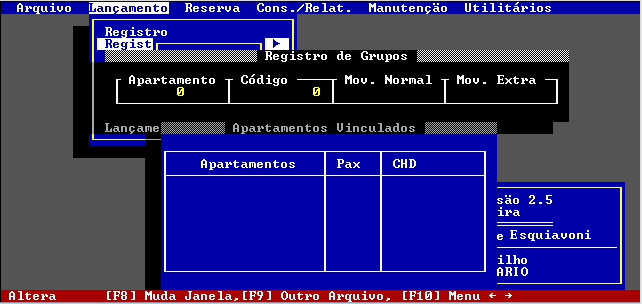 Arquivo Lançamento Reserva Cons./Relat. Manutenção Utilitários
Registro
Regist
Registro de Grupos
Apartamento Código Mov. Normal Mov. Extra
0 0
Lançame
Apartamentos Vinculados
Apartamentos Pax CHD
são 2.5
ira
e Esquiavoni
ilho
ARIO
Altera [F8] Muda Janela,[F9] Outro Arquivo, [F10] Menu ← →